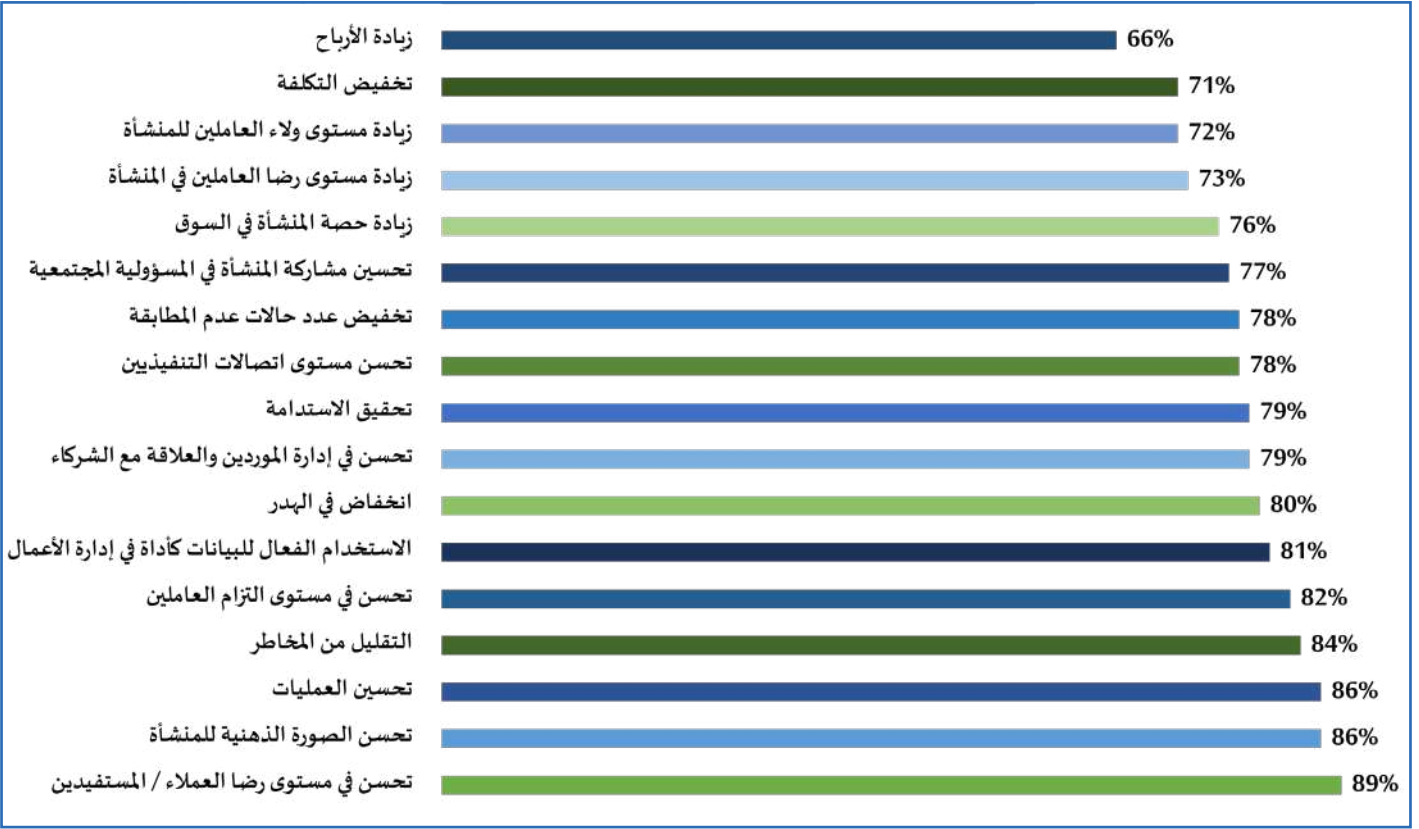 زيادة الأرباح 66%
تخفيض التكلفة 71%
زيادة مستوى ولاء العاملين للمنشأة 72%
زيادة مستوى رضا العاملين في المنشأة 73%
زيادة حصة المنشأة في السوق 76%
تحسين مشاركة المنشأة في المسؤولية المجتمعية 77%
تخفيض عدد حالات عدم المطابقة 78%
تحسن مستوى اتصالات التنفيذيين 78%
تحقيق الاستدامة 79%
تحسن في إدارة الموردين والعلاقة مع الشركاء 79%
انخفاض في الهدر 80%
الاستخدام الفعال للبيانات كأداة في إدارة الأعمال 81%
تحسن في مستوى التزام العاملين 82%
التقليل من المخاطر 84%
تحسين العمليات 86%
تحسن الصورة الذهنية للمنشأة 86%
تحسن في مستوى رضا العملاء / المستفيدين 89%